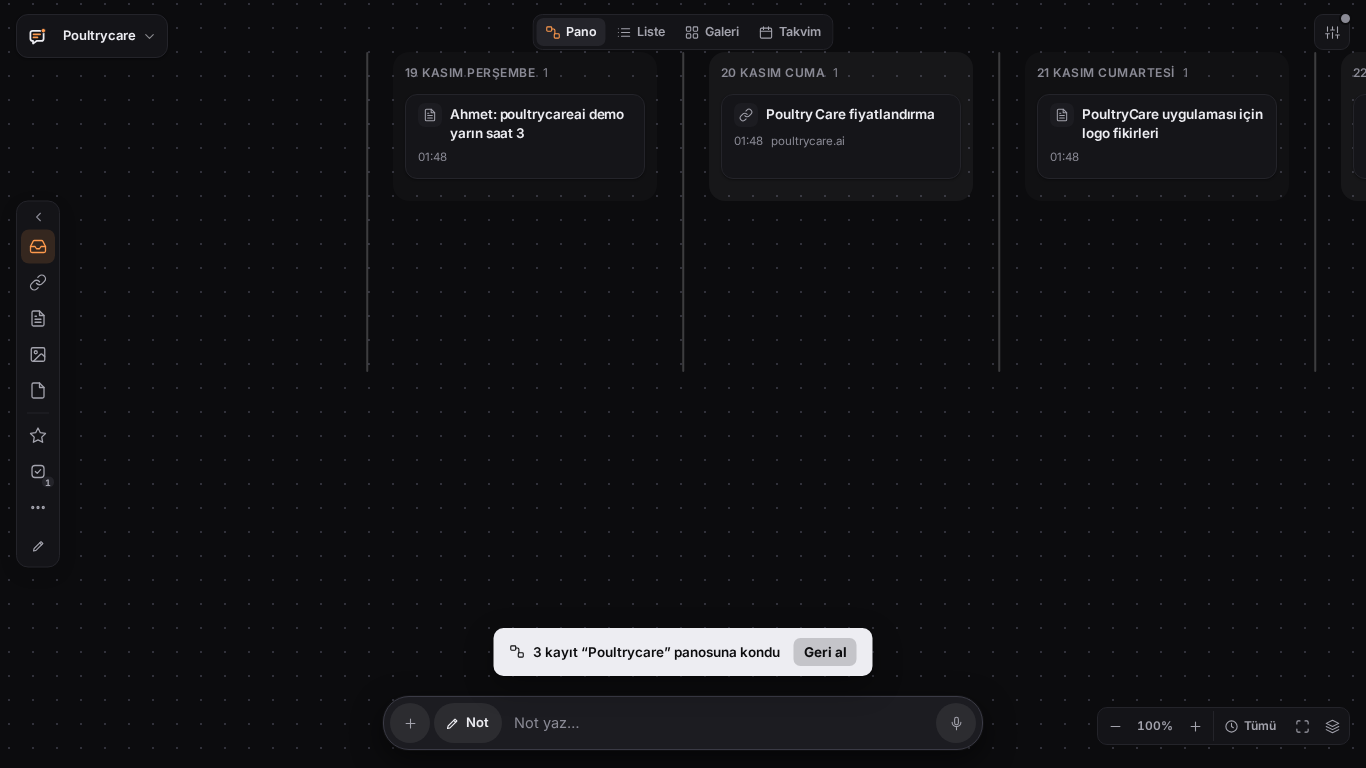 Poultrycare
Pano
Liste
Galeri
Takvim
19 KASIM PERŞEMBE 1
Ahmet: poultrycareai demo
yarın saat 3
01:48
20 KASIM CUMA 1
Poultry Care fiyatlandırma
01:48 poultrycare.ai
21 KASIM CUMARTESİ 1
PoultryCare uygulaması için
logo fikirleri
01:48
22
1
3 kayıt “Poultrycare” panosuna kondu
Geri al
Not
Not yaz...
100%
Tümü